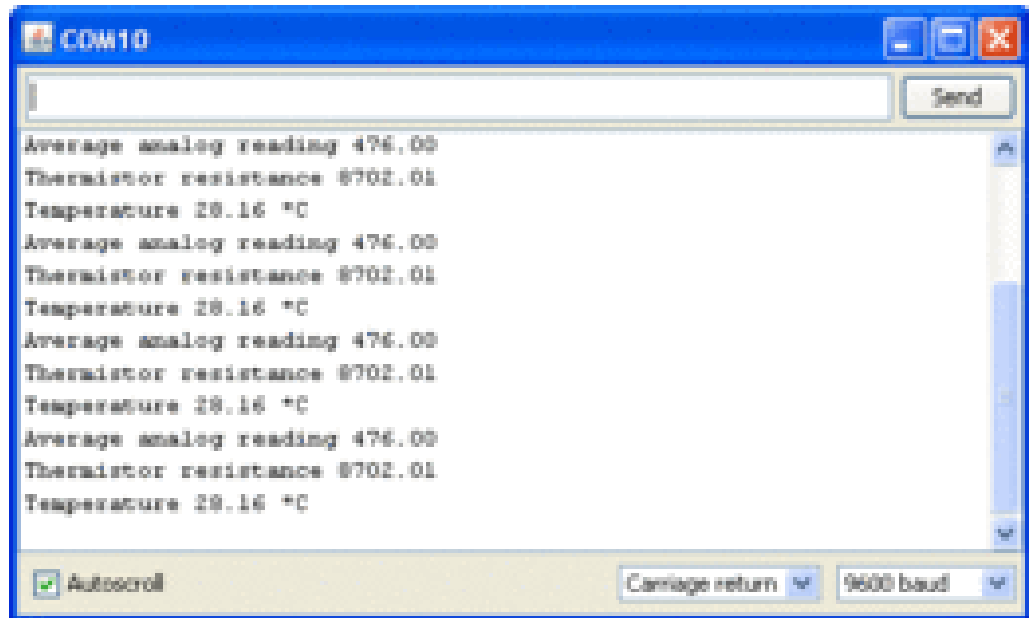 COM10
Send
Average analog reading 476.00
Thermistor resistance 8702.01
Temperature 28.16 *C
Average analog reading 476.00
Thermistor resistance 8702.01
Temperature 28.16 *C
Average analog reading 476.00
Thermistor resistance 8702.01
Temperature 28.16 *C
Average analog reading 476.00
Thermistor resistance 8702.01
Temperature 28.16 *C
Autoscroll Carriage return 9600 baud